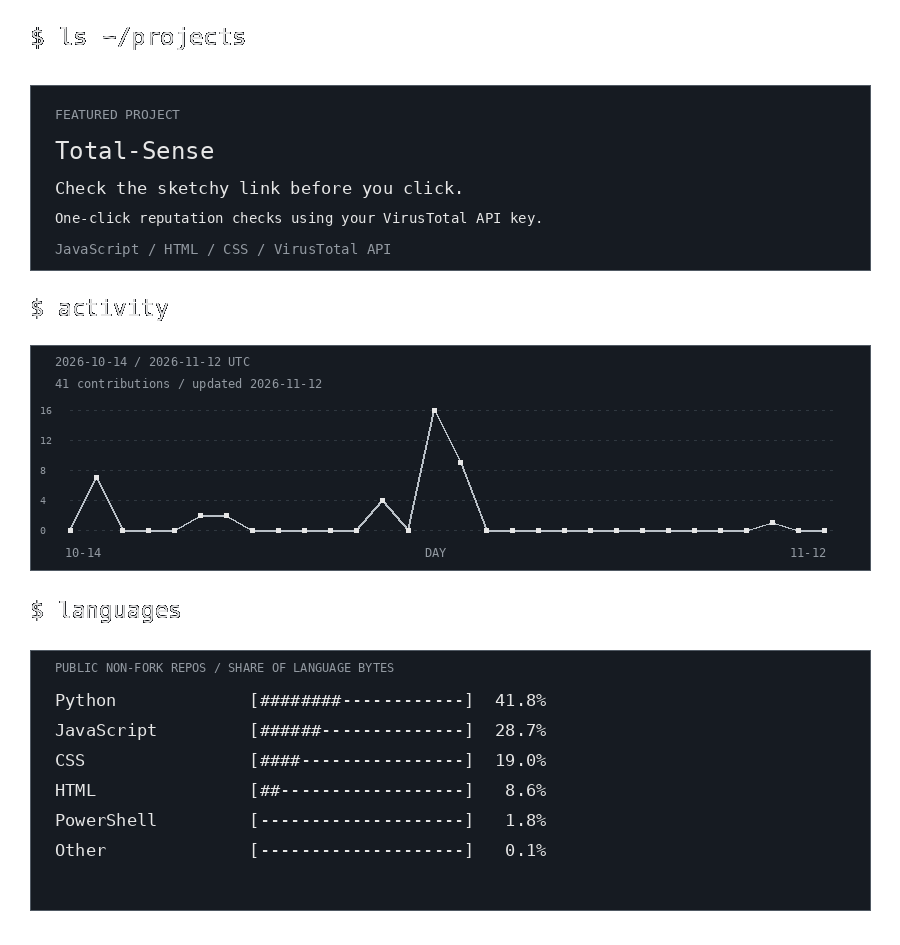 $ ls ~/projects
FEATURED PROJECT
Total-Sense
Check the sketchy link before you click.
One-click reputation checks using your VirusTotal API key.
JavaScript / HTML / CSS / VirusTotal API
$ activity
2026-10-14 / 2026-11-12 UTC
41 contributions / updated 2026-11-12
16
12
8
4
0
10-14 DAY 11-12
$ languages
PUBLIC NON-FORK REPOS / SHARE OF LANGUAGE BYTES
Python [########------------] 41.8%
JavaScript [######--------------] 28.7%
CSS [####----------------] 19.0%
HTML [##------------------] 8.6%
PowerShell [--------------------] 1.8%
Other [--------------------] 0.1%